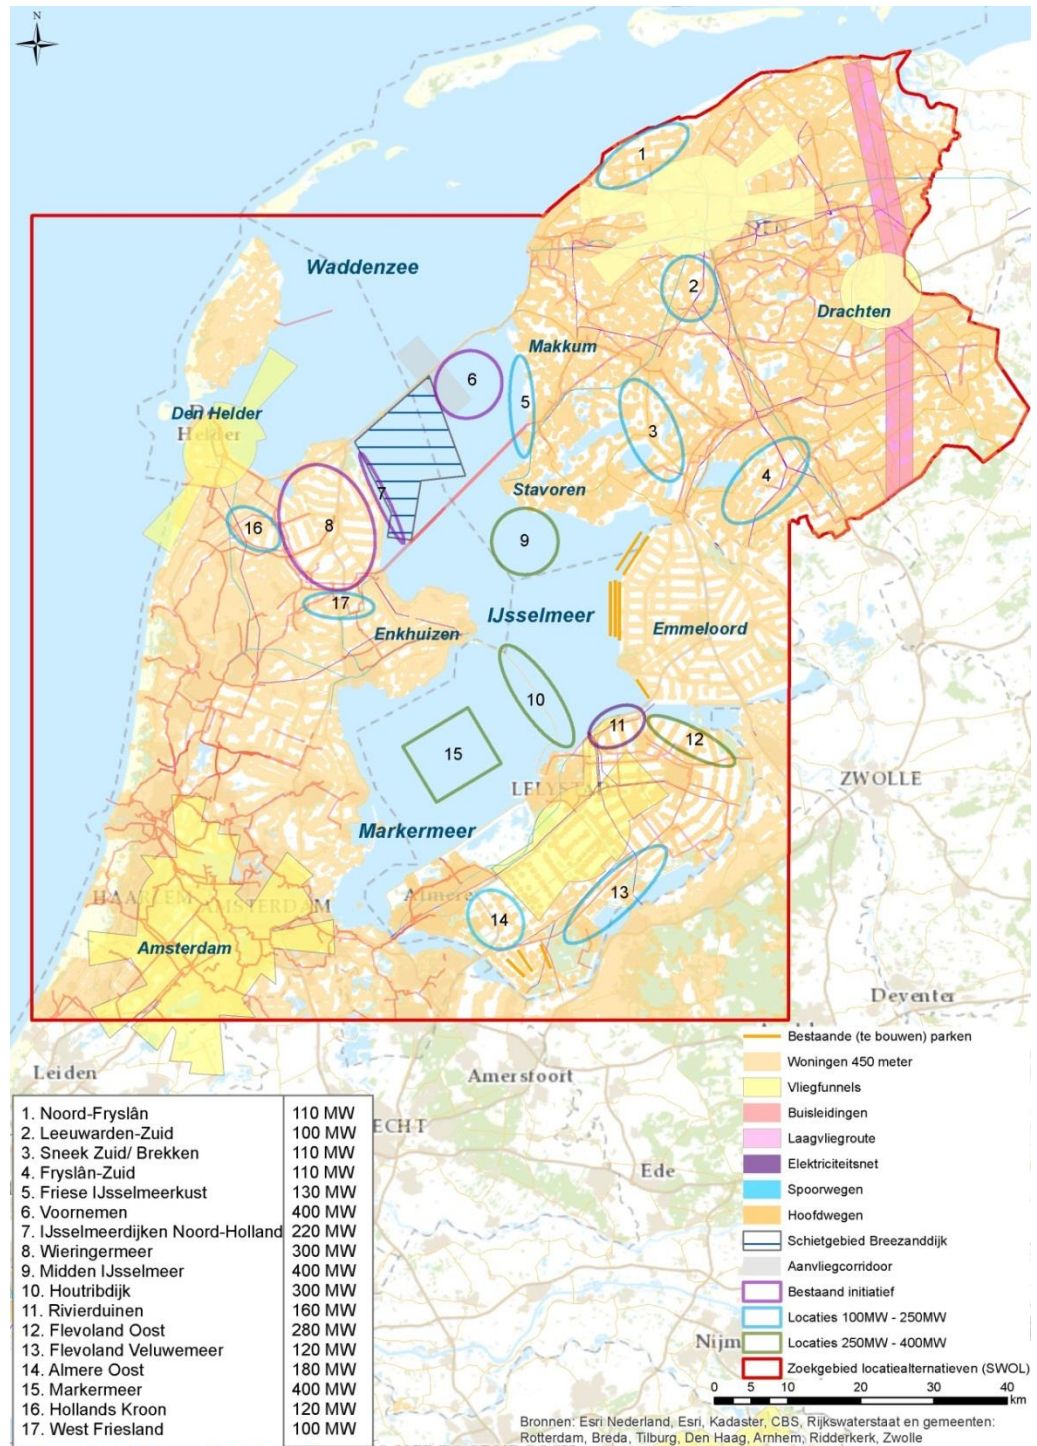 N
1
Waddenzee
2
Drachten
Makkum
6
5
Den Helder
De
Helder
3
4
7
Stavoren
16
8
9
17
IJsselmeer
Enkhuizen
Emmeloord
10
11
12
15
ZWOLLE
LELYSTAD
Markermeer
13
Almere
HAARLEM
AMSTERDAM
14
Amsterdam
Deventer
Leiden
Amersfoort
ECHT
Ede
Nijm
1. Noord-Fryslân 110 MW
2. Leeuwarden-Zuid 100 MW
3. Sneek Zuid/ Brekken 110 MW
4. Fryslân-Zuid 110 MW
5. Friese IJsselmeerkust 130 MW
6. Voornemen 400 MW
7. IJsselmeerdijken Noord-Holland 220 MW
8. Wieringermeer 300 MW
9. Midden IJsselmeer 400 MW
10. Houtribdijk 300 MW
11. Rivierduinen 160 MW
12. Flevoland Oost 280 MW
13. Flevoland Veluwemeer 120 MW
14. Almere Oost 180 MW
15. Markermeer 400 MW
16. Hollands Kroon 120 MW
17. West Friesland 100 MW
Bestaande (te bouwen) parken
Woningen 450 meter
Vliegfunnels
Buisleidingen
Laagvliegroute
Elektriciteitsnet
Spoorwegen
Hoofdwegen
Schietgebied Breezanddijk
Aanvliegcorridoor
Bestaand initiatief
Locaties 100MW - 250MW
Locaties 250MW - 400MW
Zoekgebied locatiealternatieven (SWOL)
0 5 10 20 30 40
km
Bronnen: Esri Nederland, Esri, Kadaster, CBS, Rijkswaterstaat en gemeenten:
Rotterdam, Breda, Tilburg, Den Haag, Arnhem, Ridderkerk, Zwolle